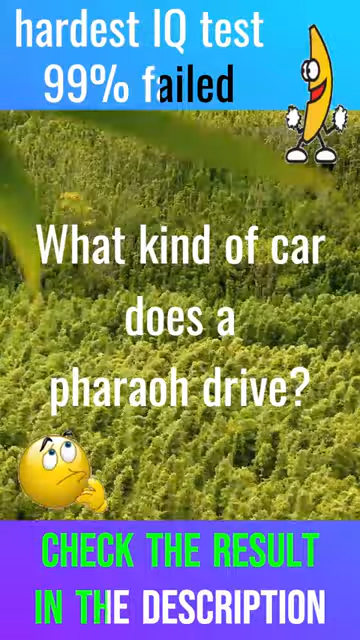 hardest IQ test
99% failed
What kind of car
does a
pharaoh drive?
CHECK THE RESULT
IN THE DESCRIPTION